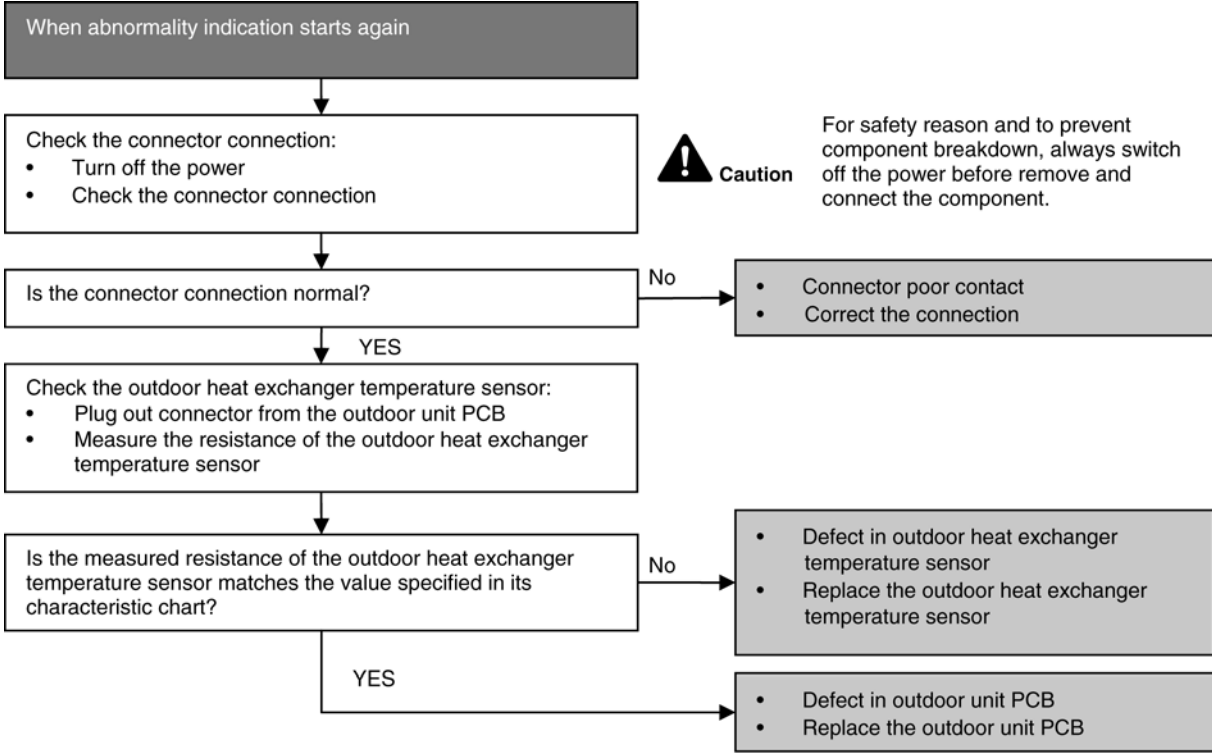 When abnormality indication starts again
Check the connector connection:
• Turn off the power
• Check the connector connection
Caution
For safety reason and to prevent
component breakdown, always switch
off the power before remove and
connect the component.
Is the connector connection normal?
No
• Connector poor contact
• Correct the connection
YES
Check the outdoor heat exchanger temperature sensor:
• Plug out connector from the outdoor unit PCB
• Measure the resistance of the outdoor heat exchanger
temperature sensor
Is the measured resistance of the outdoor heat exchanger
temperature sensor matches the value specified in its
characteristic chart?
No
• Defect in outdoor heat exchanger
temperature sensor
• Replace the outdoor heat exchanger
temperature sensor
YES
• Defect in outdoor unit PCB
• Replace the outdoor unit PCB